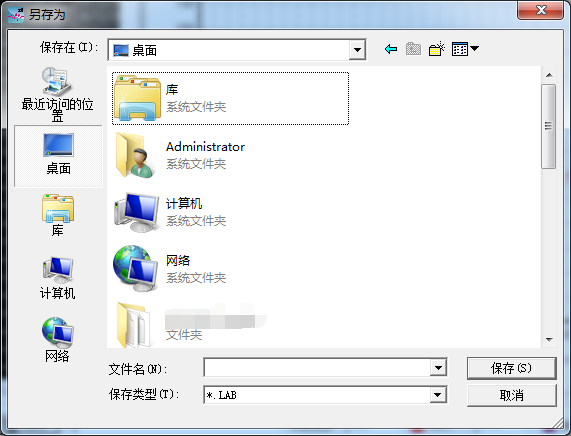 另存为
保存在(I):
桌面
最近访问的位
置
桌面
库
计算机
网络
库
系统文件夹
Administrator
系统文件夹
计算机
系统文件夹
网络
系统文件夹
文件夹
文件名(N):
保存(S)
保存类型(T):
*.LAB
取消